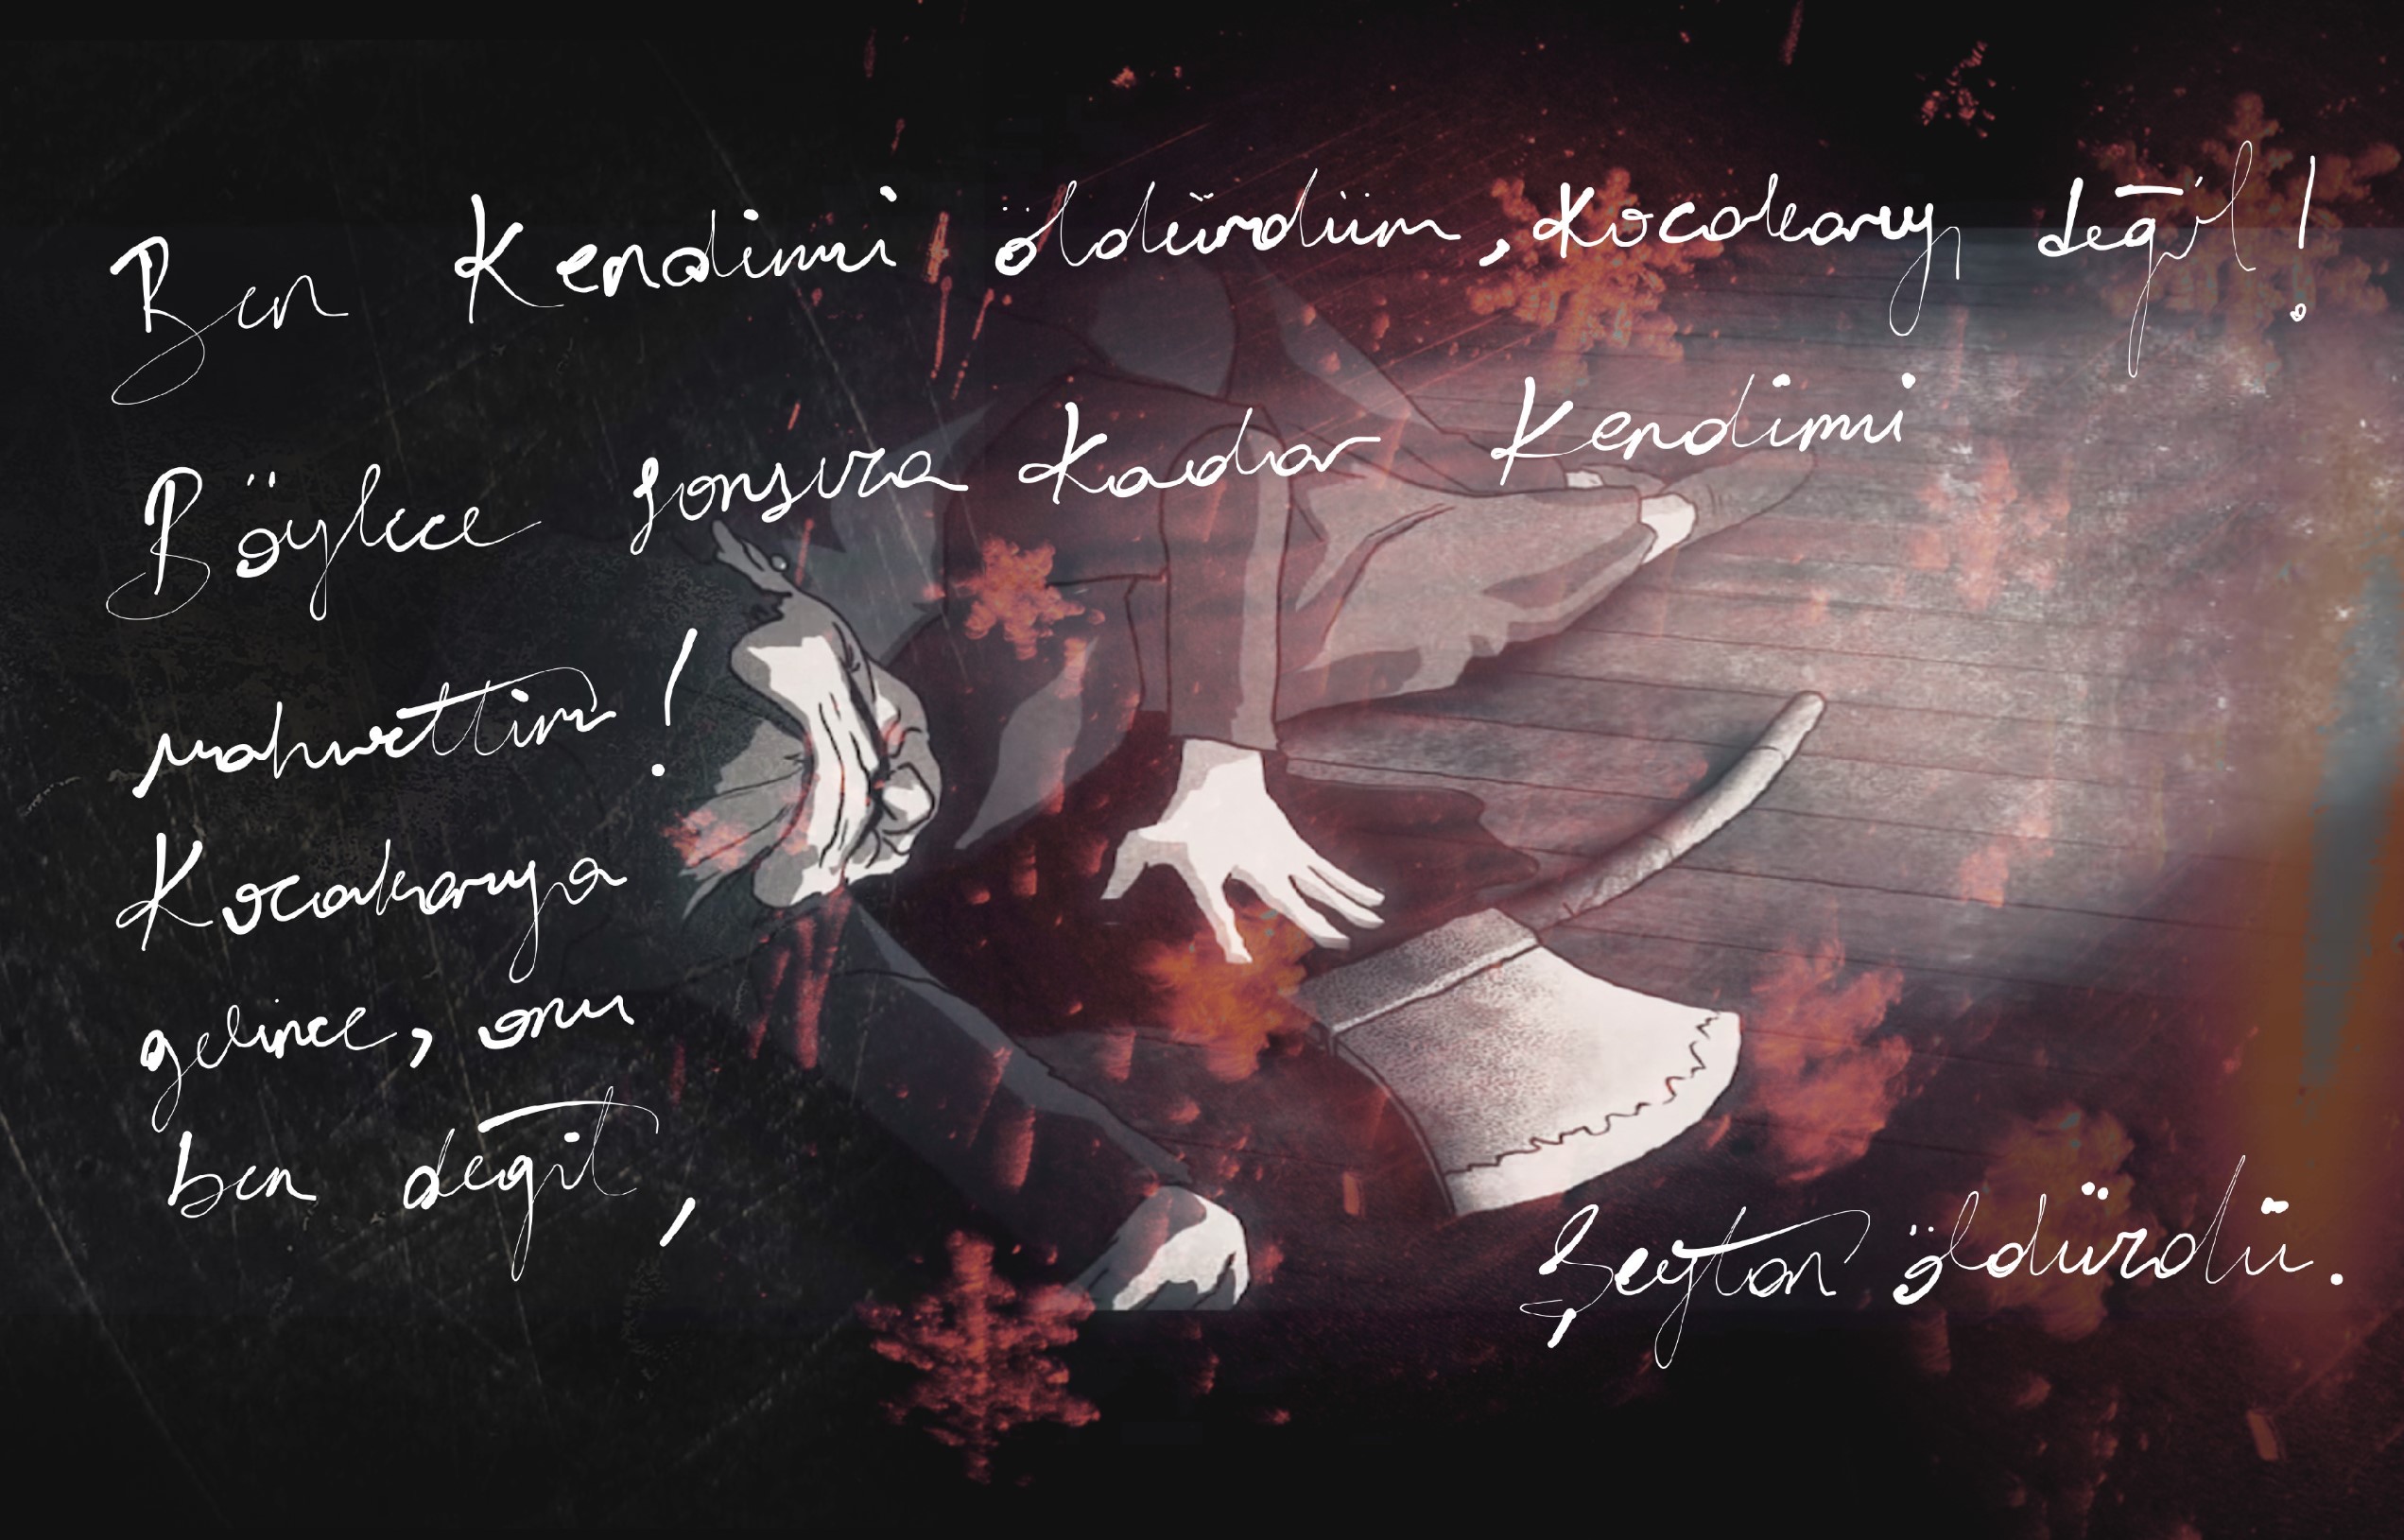 Ben Kendimi öldürdüm, Kocakarıyı değil!
Böylece sonsuza Kadar Kendimi
mahvettim!
Kocakarıya
gelince, onu
ben değil,
Şeytan öldürdü.